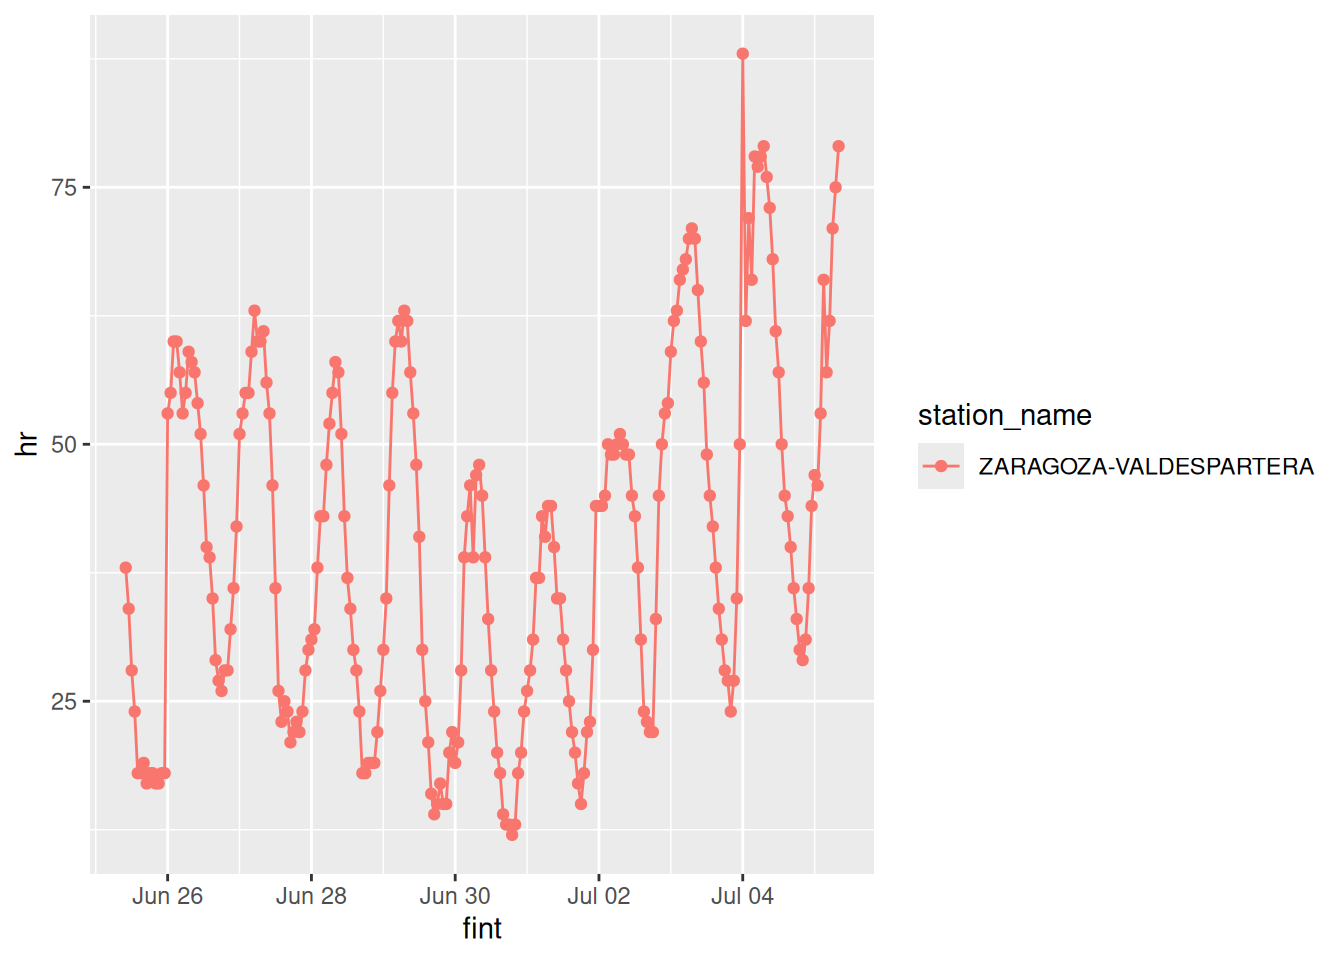 75
50
25
hr
Jun 26
Jun 28
Jun 30
Jul 02
Jul 04
fint
station_name
ZARAGOZA-VALDESPARTERA